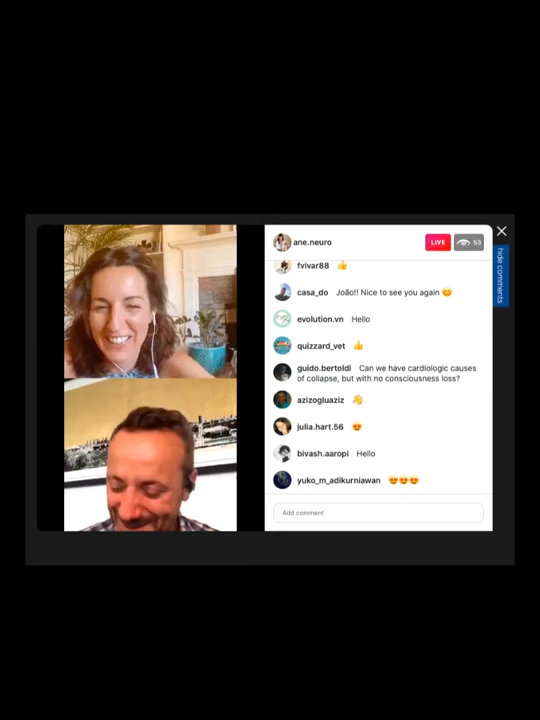 ane.neuro
LIVE
53
hide comments
fvivar88 👍
casa_do João!! Nice to see you again 😊
evolution.vn Hello
quizzard_vet 👍
guido.bertoldi Can we have cardiologic causes
of collapse, but with no consciousness loss?
azizogluaziz 👋
julia.hart.56 😍
bivash.aaropi Hello
yuko_m_adikurniawan 😍😍😍
Add comment